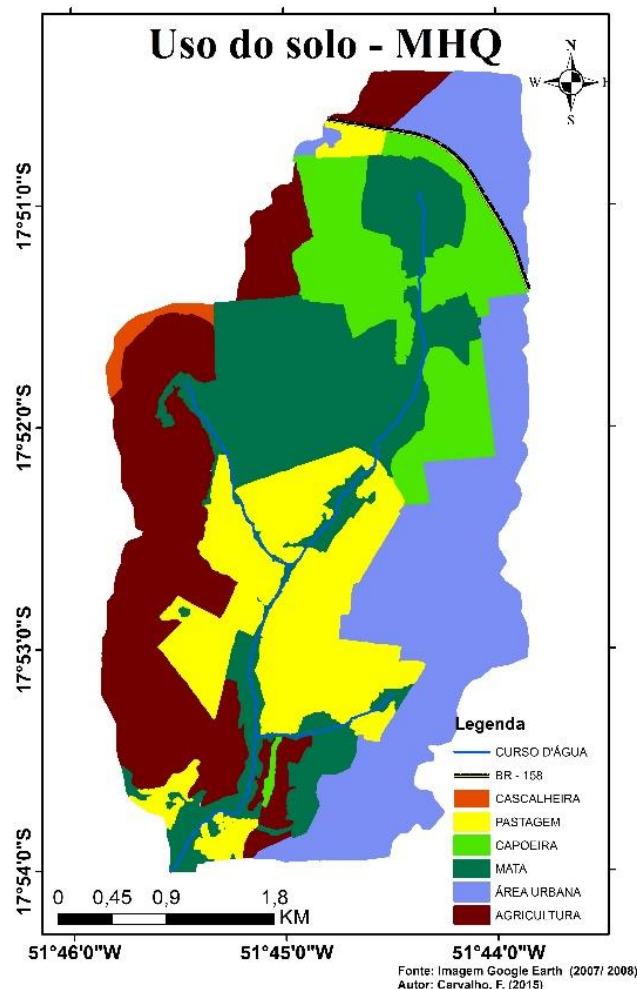 Uso do solo - MHQ
N
W
E
S
17°51'0"S
17°52'0"S
17°53'0"S
17°54'0"S
Legenda
CURSO D'ÁGUA
BR - 158
CASCALHEIRA
PASTAGEM
CAPOEIRA
MATA
ÁREA URBANA
AGRICULTURA
0 0,45 0,9 1,8
KM
51°46'0"W 51°45'0"W 51°44'0"W
Fonte: Imagem Google Earth (2007/ 2008)
Autor: Carvalho, F. (2015)